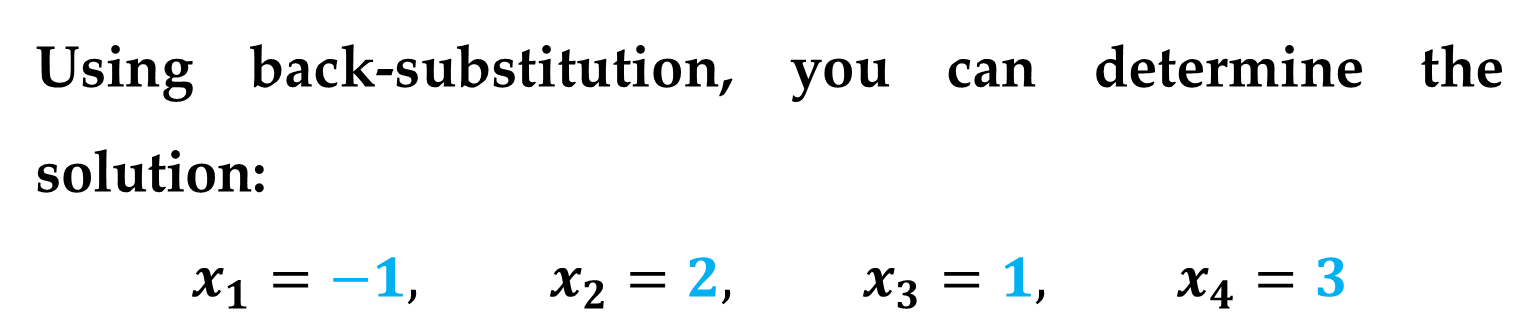 Using back-substitution, you can determine the
solution:
x₁ = −1, x₂ = 2, x₃ = 1, x₄ = 3